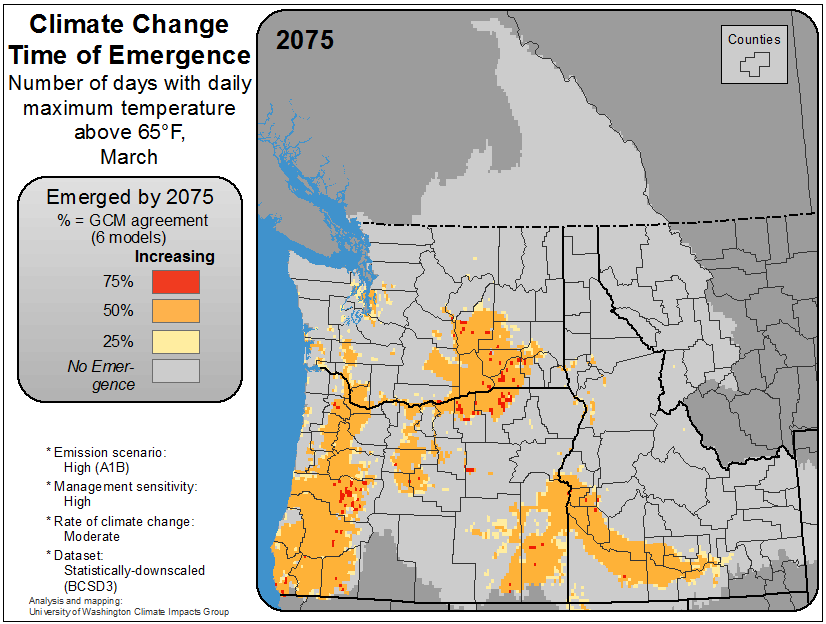 Climate Change
Time of Emergence
Number of days with daily
maximum temperature
above 65°F,
March
Emerged by 2075
% = GCM agreement
(6 models)
Increasing
75%
50%
25%
No Emer-
gence
* Emission scenario:
High (A1B)
* Management sensitivity:
High
* Rate of climate change:
Moderate
* Dataset:
Statistically-downscaled
(BCSD3)
Analysis and mapping:
University of Washington Climate Impacts Group
2075
Counties